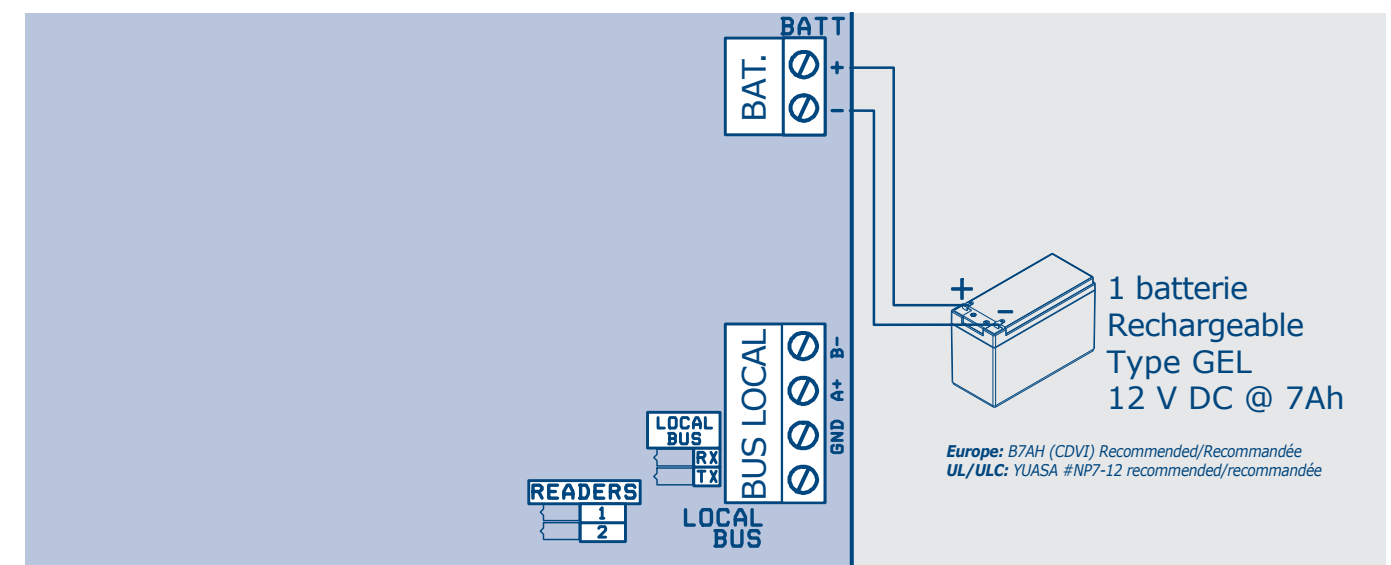 BATT
BAT.
+
-
+
-
1 batterie
Rechargeable
Type GEL
12 V DC @ 7Ah
Europe: B7AH (CDVI) Recommended/Recommandée
UL/ULC: YUASA #NP7-12 recommended/recommandée
BUS LOCAL
B-
A+
GND
LOCAL
BUS
RX
TX
READERS
1
2
LOCAL
BUS